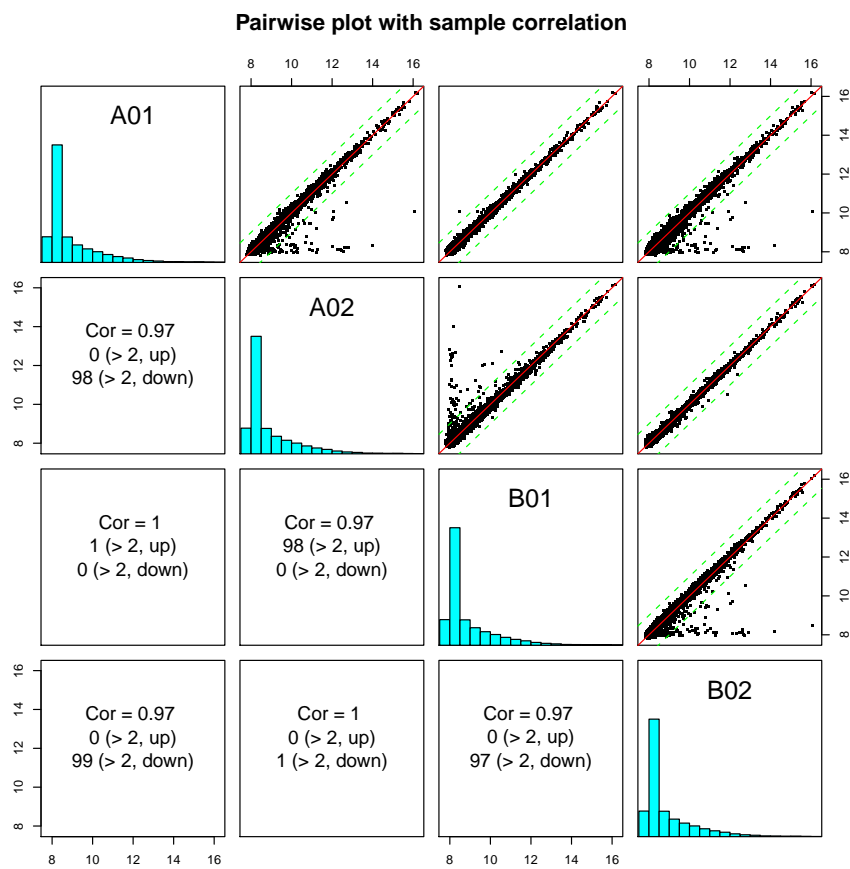 Pairwise plot with sample correlation
8 10 12 14 16
8 10 12 14 16
A01
8 10 12 14 16
8 10 12 14 16
A02
Cor = 0.97
0 (> 2, up)
98 (> 2, down)
B01
8 10 12 14 16
Cor = 1
1 (> 2, up)
0 (> 2, down)
Cor = 0.97
98 (> 2, up)
0 (> 2, down)
8 10 12 14 16
B02
Cor = 0.97
0 (> 2, up)
99 (> 2, down)
Cor = 1
0 (> 2, up)
1 (> 2, down)
Cor = 0.97
0 (> 2, up)
97 (> 2, down)
8 10 12 14 16
8 10 12 14 16